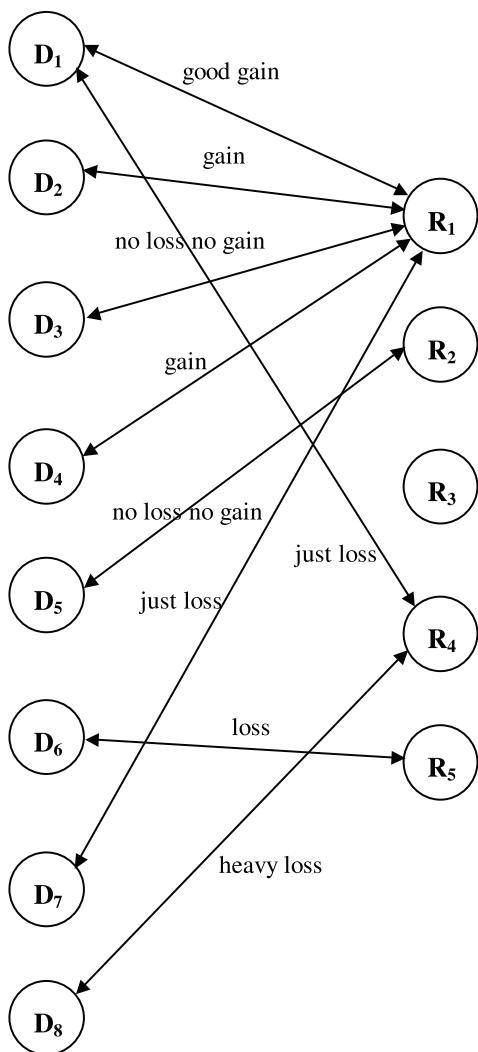 D₁
good gain
gain
D₂
R₁
no loss no gain
D₃
R₂
gain
D₄
R₃
no loss no gain
just loss
D₅
just loss
R₄
loss
D₆
R₅
heavy loss
D₇
D₈